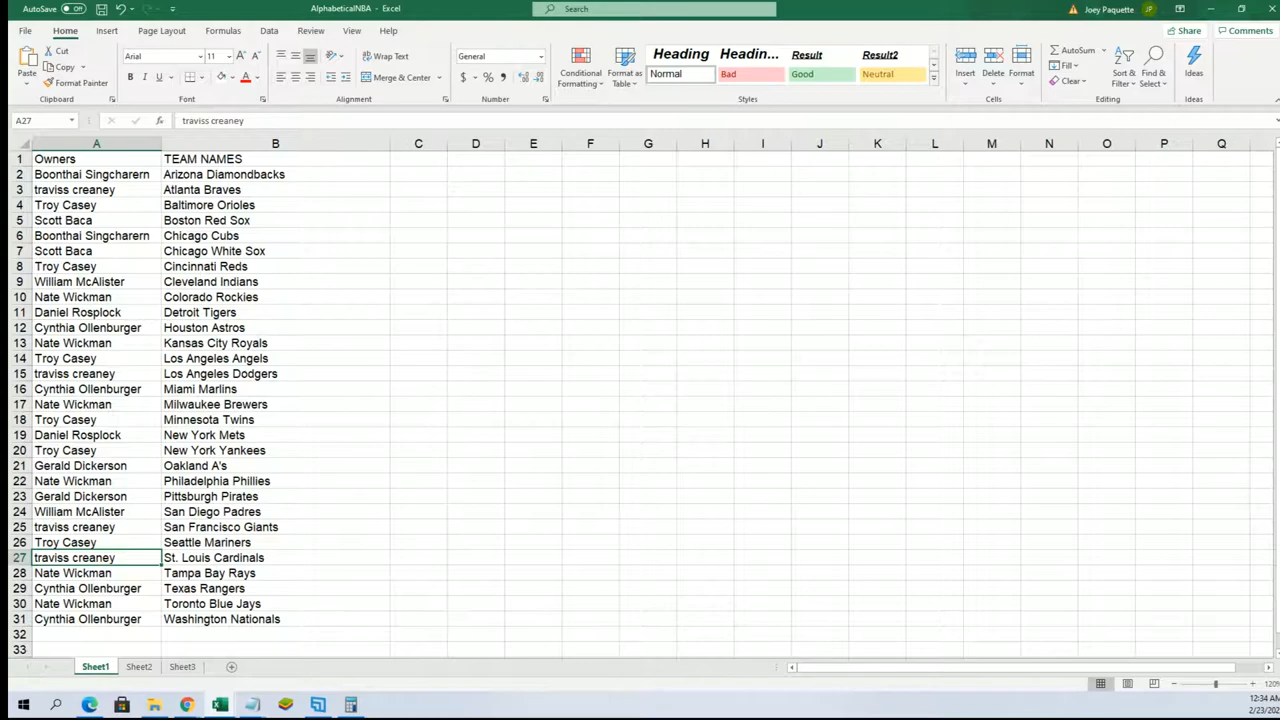 AutoSave Off AlphabeticalNBA - Excel Search Joey Paquette JP
File Home Insert Page Layout Formulas Data Review View Help Share Comments
Paste Cut Copy Format Painter Arial 11 Wrap Text Merge & Center General Conditional Formatting Format as Table Heading Headin... Result Result2 Normal Bad Good Neutral Insert Delete Format AutoSum Fill Clear Sort & Filter Find & Select Ideas
Clipboard Font Alignment Number Styles Cells Editing Ideas
A27 fx traviss creaney
A B C D E F G H I J K L M N O P Q
1 Owners TEAM NAMES
2 Boonthai Singcharern Arizona Diamondbacks
3 traviss creaney Atlanta Braves
4 Troy Casey Baltimore Orioles
5 Scott Baca Boston Red Sox
6 Boonthai Singcharern Chicago Cubs
7 Scott Baca Chicago White Sox
8 Troy Casey Cincinnati Reds
9 William McAlister Cleveland Indians
10 Nate Wickman Colorado Rockies
11 Daniel Rosplock Detroit Tigers
12 Cynthia Ollenburger Houston Astros
13 Nate Wickman Kansas City Royals
14 Troy Casey Los Angeles Angels
15 traviss creaney Los Angeles Dodgers
16 Cynthia Ollenburger Miami Marlins
17 Nate Wickman Milwaukee Brewers
18 Troy Casey Minnesota Twins
19 Daniel Rosplock New York Mets
20 Troy Casey New York Yankees
21 Gerald Dickerson Oakland A's
22 Nate Wickman Philadelphia Phillies
23 Gerald Dickerson Pittsburgh Pirates
24 William McAlister San Diego Padres
25 traviss creaney San Francisco Giants
26 Troy Casey Seattle Mariners
27 traviss creaney St. Louis Cardinals
28 Nate Wickman Tampa Bay Rays
29 Cynthia Ollenburger Texas Rangers
30 Nate Wickman Toronto Blue Jays
31 Cynthia Ollenburger Washington Nationals
32
33
Sheet1 Sheet2 Sheet3
120%
12:34 AM
2/23/202